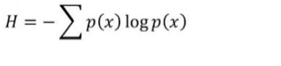 H = − ∑ p(x) log p(x)